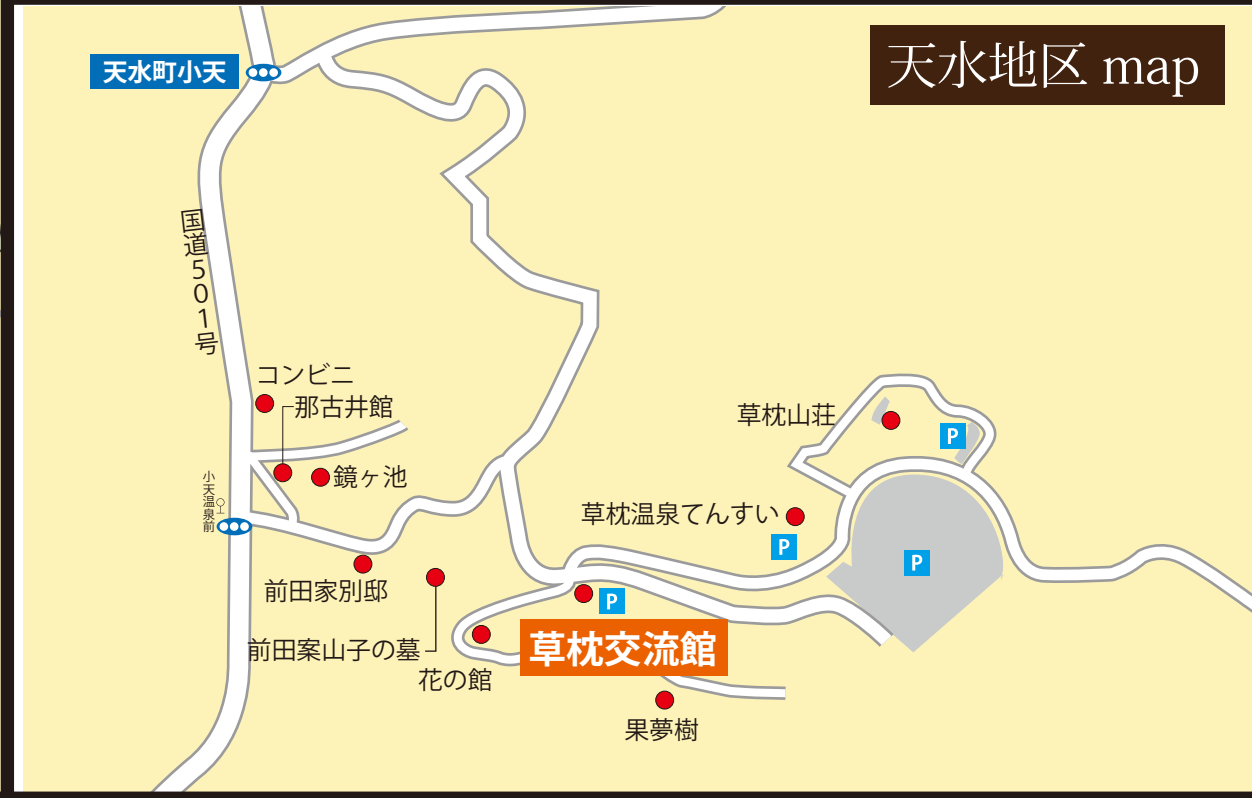 天水地区 map
天水町小天
国道501号
コンビニ
那古井館
鏡ヶ池
小天温泉前
草枕山荘
P
草枕温泉てんすい
P
P
前田家別邸
P
前田案山子の墓
花の館
草枕交流館
果夢樹